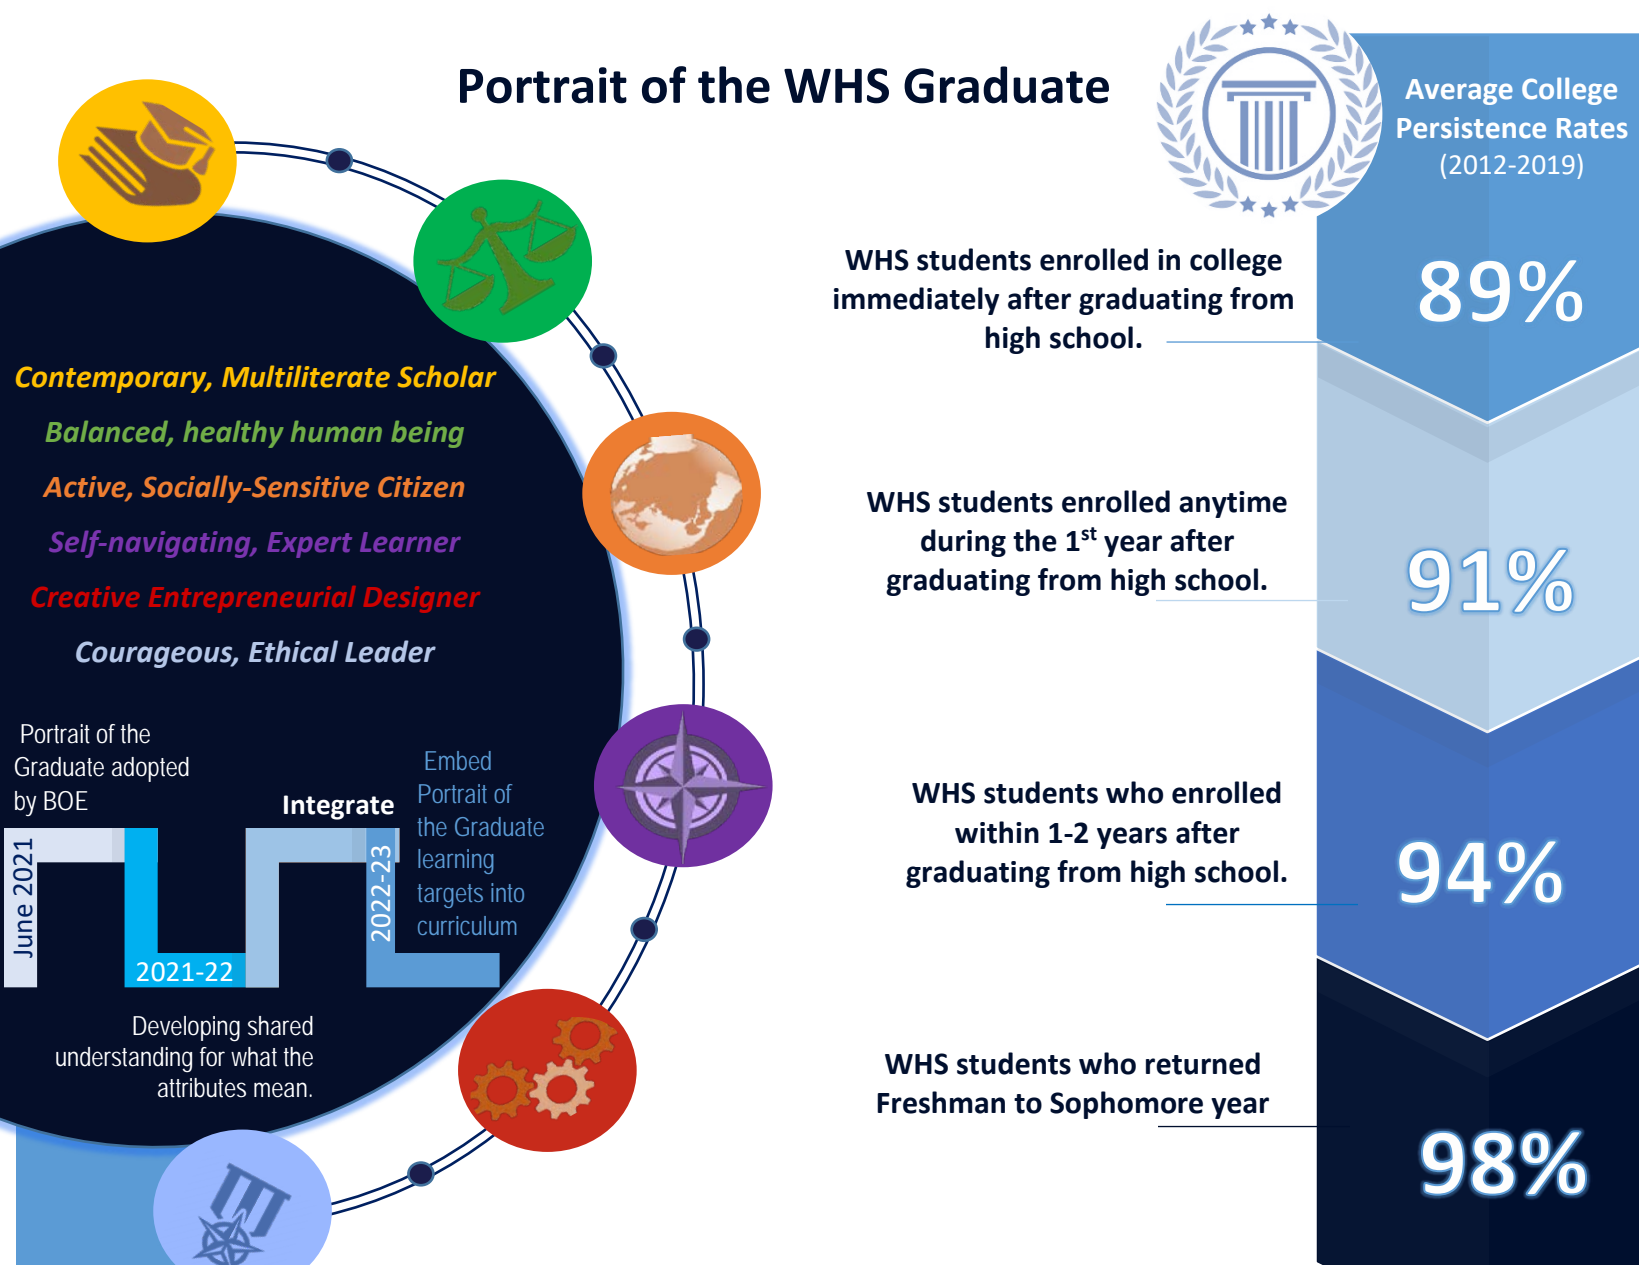 Portrait of the WHS Graduate
Average College
Persistence Rates
(2012-2019)
WHS students enrolled in college
immediately after graduating from
high school.
89%
WHS students enrolled anytime
during the 1st year after
graduating from high school.
91%
WHS students who enrolled
within 1-2 years after
graduating from high school.
94%
WHS students who returned
Freshman to Sophomore year
98%
Contemporary, Multiliterate Scholar
Balanced, healthy human being
Active, Socially-Sensitive Citizen
Self-navigating, Expert Learner
Creative Entrepreneurial Designer
Courageous, Ethical Leader
Portrait of the
Graduate adopted
by BOE
June 2021
2021-22
Developing shared
understanding for what the
attributes mean.
Integrate
2022-23
Embed
Portrait of
the Graduate
learning
targets into
curriculum